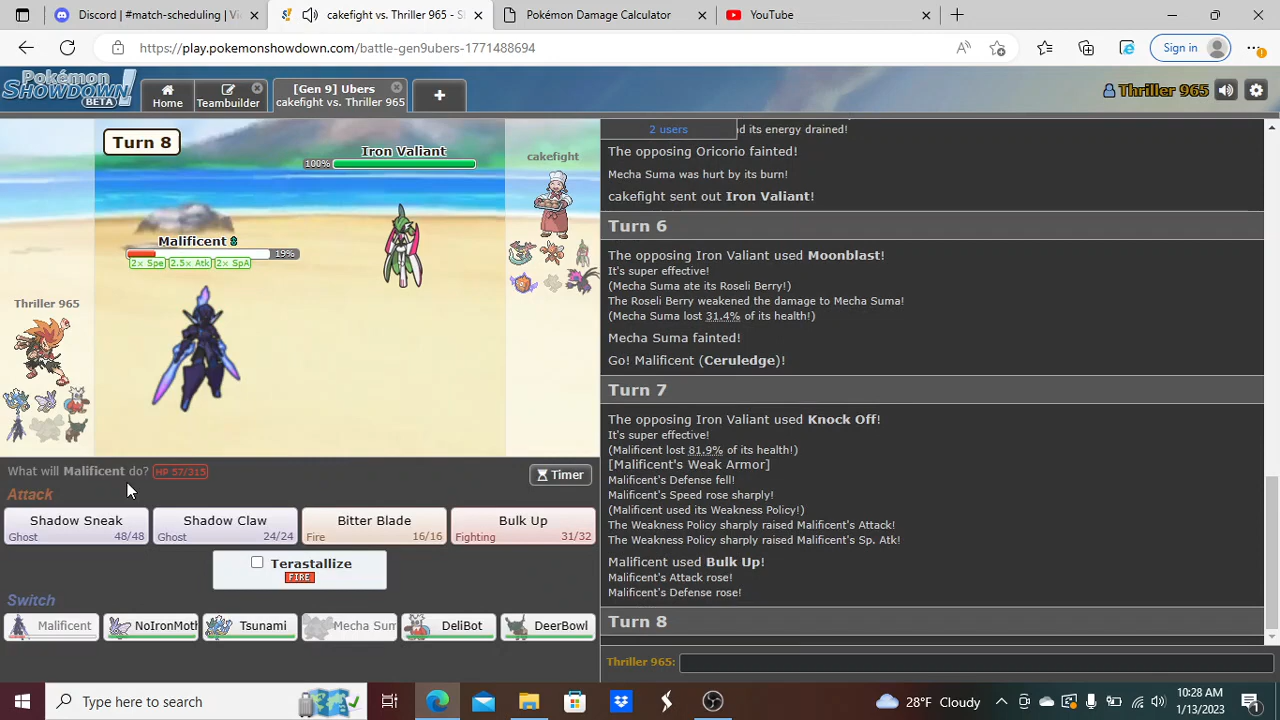 Discord | #match-scheduling | Vi
cakefight vs. Thriller 965 - Sh
Pokémon Damage Calculator
YouTube
https://play.pokemonshowdown.com/battle-gen9ubers-1771488694
Sign in
Pokémon
SHOWDOWN!
BETA
Home
Teambuilder
[Gen 9] Ubers
cakefight vs. Thriller 965
Thriller 965
Turn 8
Iron Valiant
100%
cakefight
Malificent
19%
2× Spe 2.5× Atk 2× SpA
Thriller 965
2 users
nd its energy drained!
The opposing Oricorio fainted!
Mecha Suma was hurt by its burn!
cakefight sent out Iron Valiant!
Turn 6
The opposing Iron Valiant used Moonblast!
It's super effective!
(Mecha Suma ate its Roseli Berry!)
The Roseli Berry weakened the damage to Mecha Suma!
(Mecha Suma lost 31.4% of its health!)
Mecha Suma fainted!
Go! Malificent (Ceruledge)!
Turn 7
The opposing Iron Valiant used Knock Off!
It's super effective!
(Malificent lost 81.9% of its health!)
[Malificent's Weak Armor]
Malificent's Defense fell!
Malificent's Speed rose sharply!
(Malificent used its Weakness Policy!)
The Weakness Policy sharply raised Malificent's Attack!
The Weakness Policy sharply raised Malificent's Sp. Atk!
Malificent used Bulk Up!
Malificent's Attack rose!
Malificent's Defense rose!
Turn 8
Thriller 965:
What will Malificent do? HP 57/315
Timer
Attack
Shadow Sneak
Ghost 48/48
Shadow Claw
Ghost 24/24
Bitter Blade
Fire 16/16
Bulk Up
Fighting 31/32
Terastallize
FIRE
Switch
Malificent
NoIronMoth
Tsunami
Mecha Sum
DeliBot
DeerBowl
Type here to search
28°F Cloudy
10:28 AM
1/13/2023